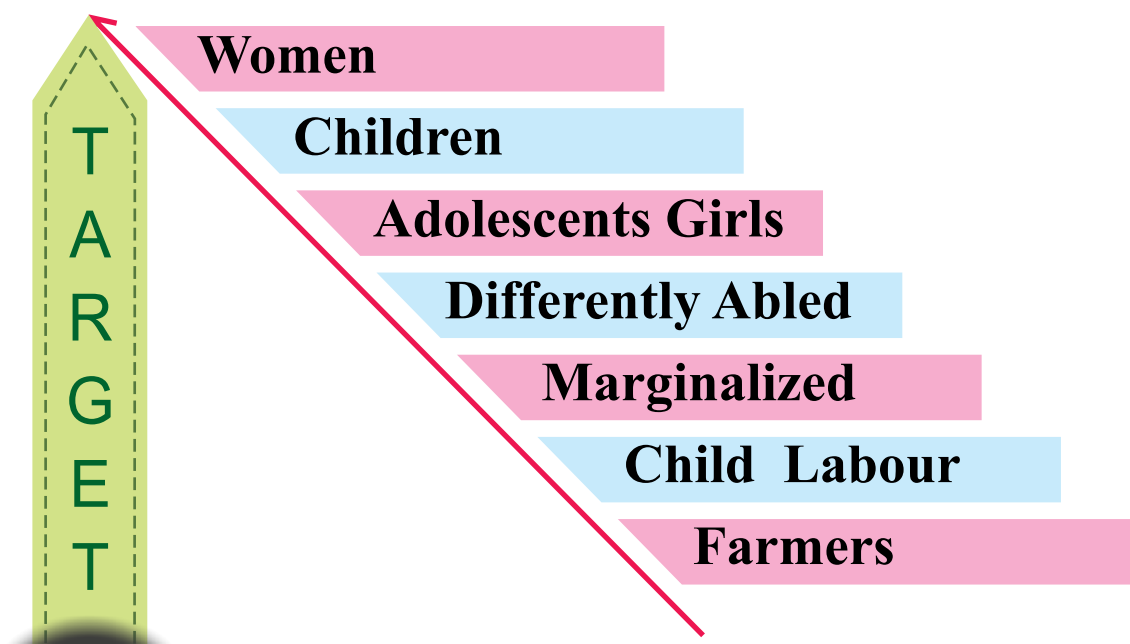 TARGET
Women
Children
Adolescents Girls
Differently Abled
Marginalized
Child  Labour
Farmers